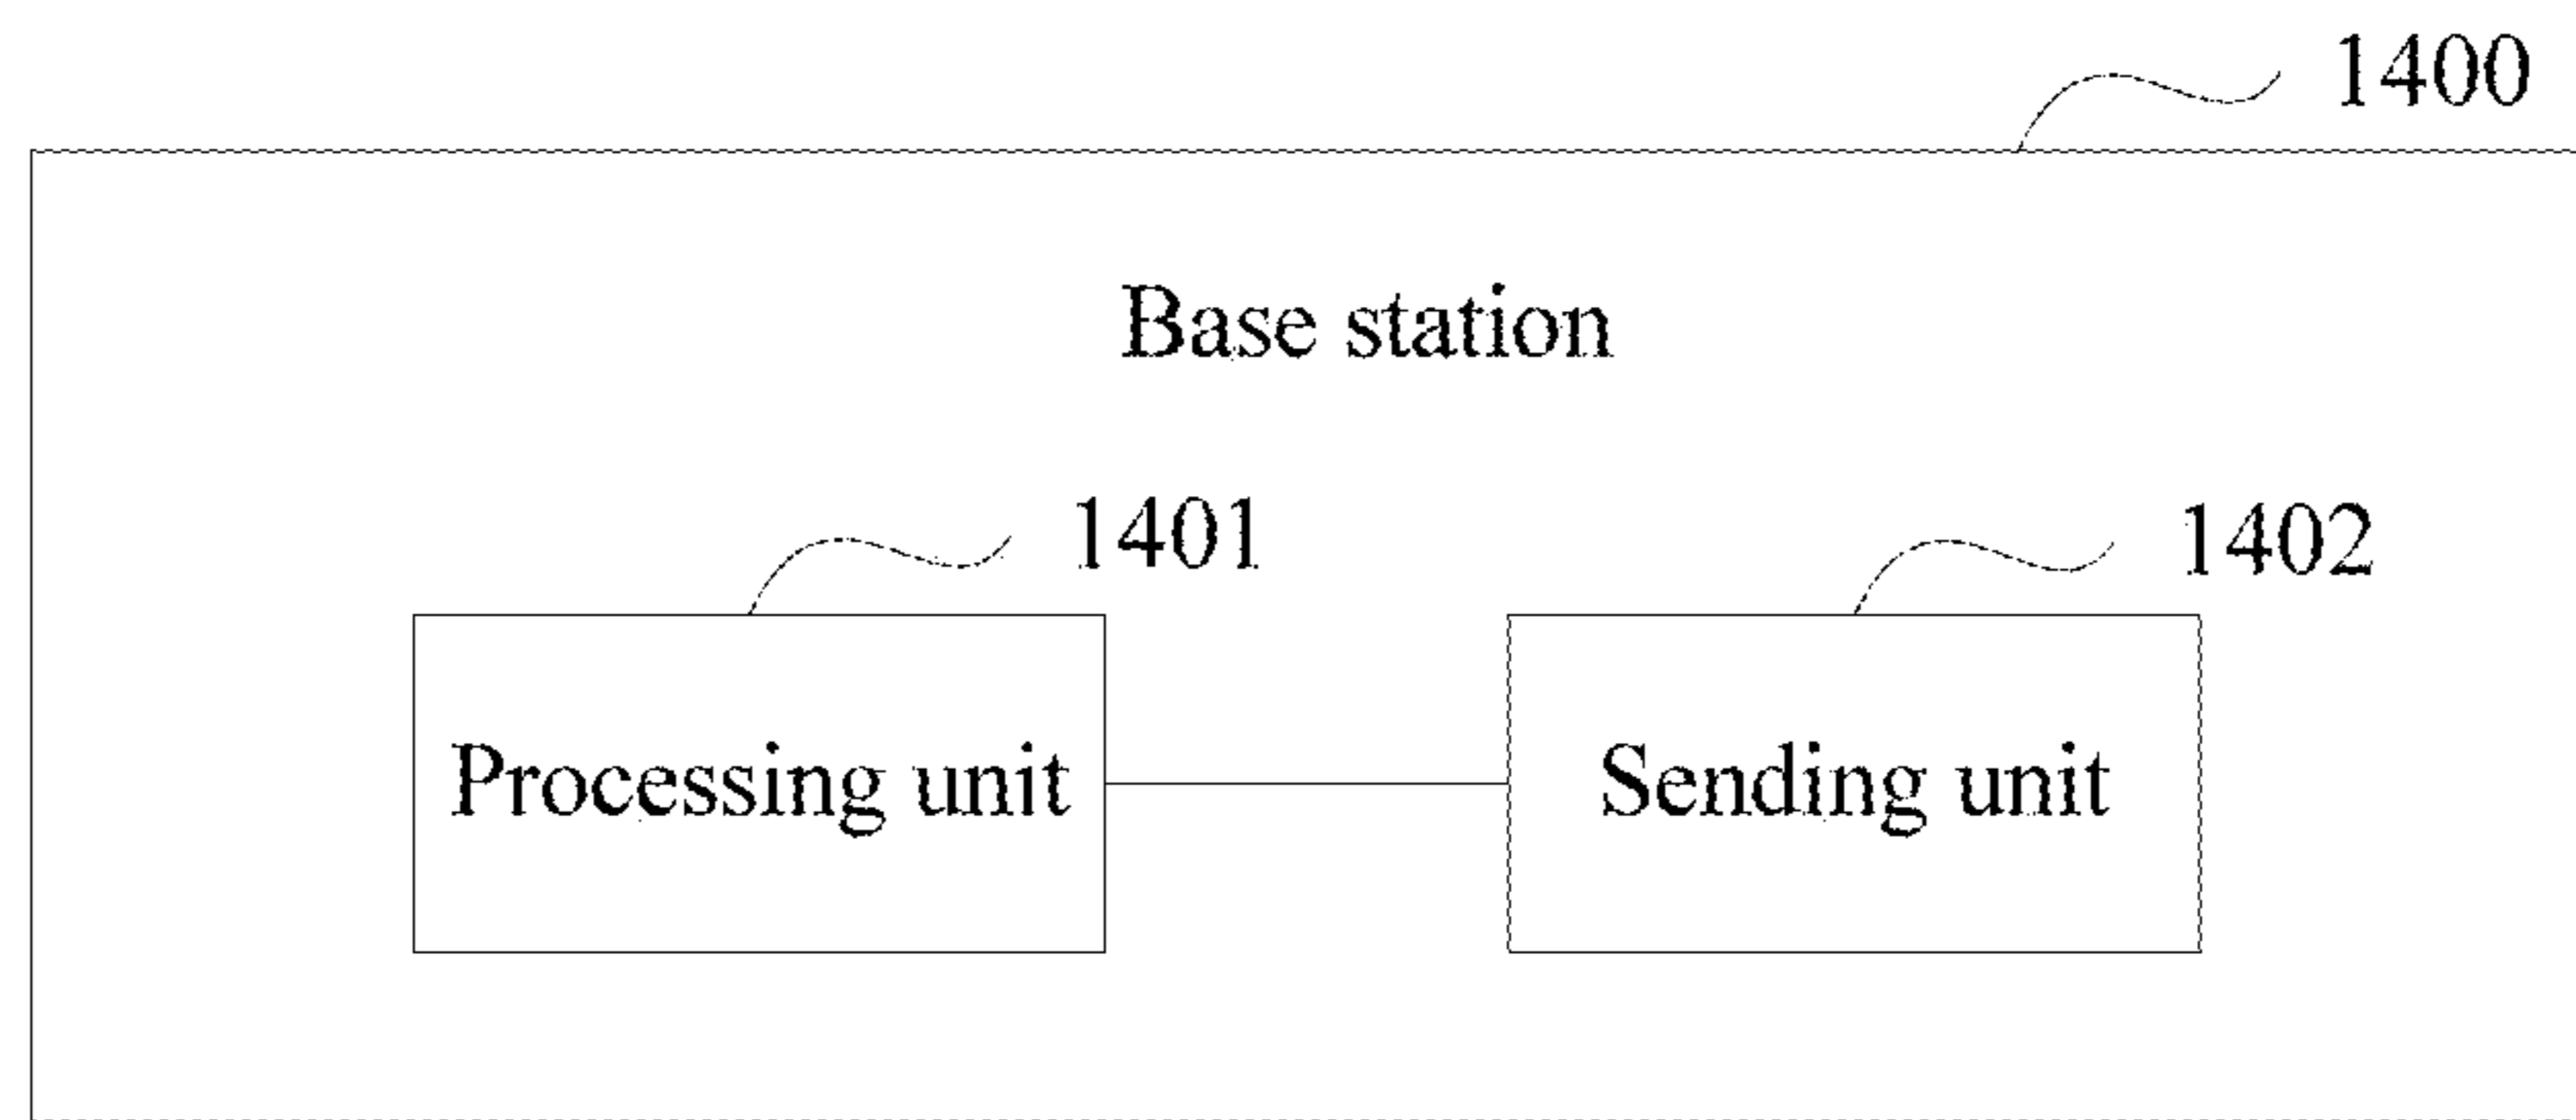 1400
Base station
1401
1402
Processing unit
Sending unit